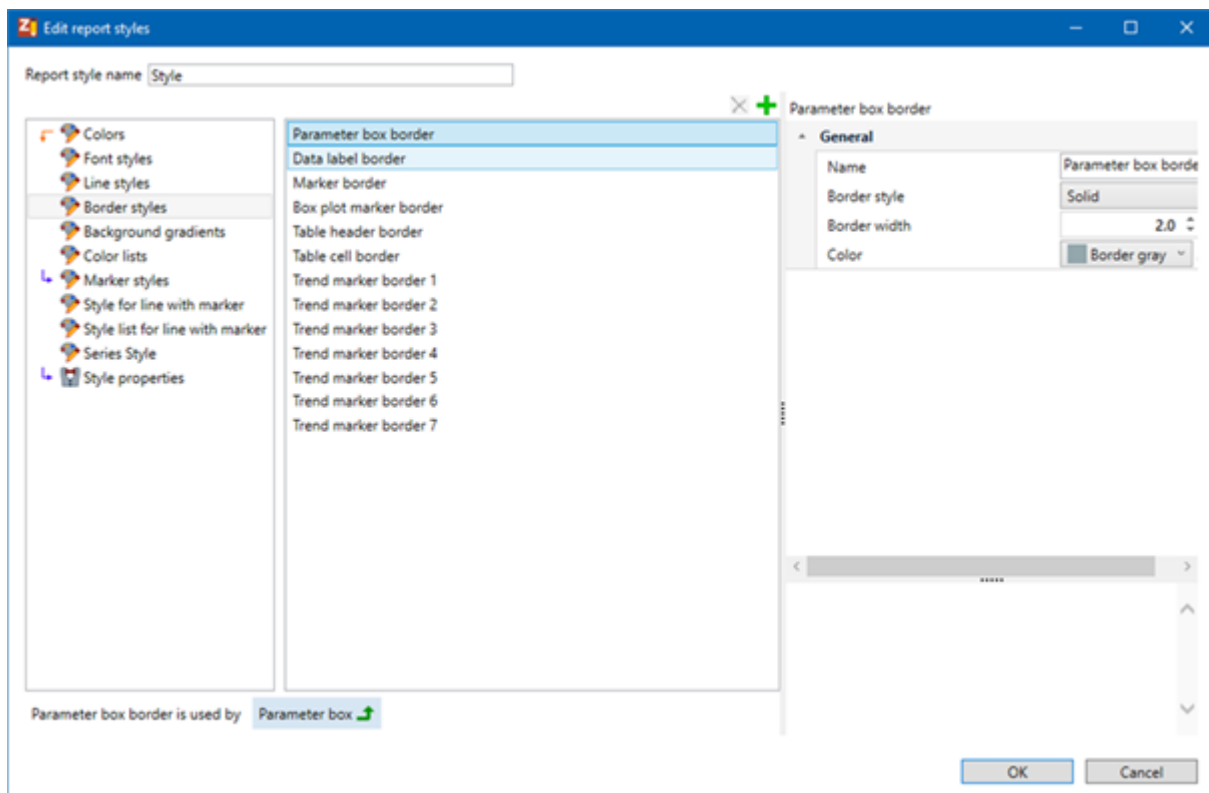 Edit report styles
Report style name Style
Colors
Font styles
Line styles
Border styles
Background gradients
Color lists
Marker styles
Style for line with marker
Style list for line with marker
Series Style
Style properties
Parameter box border
Data label border
Marker border
Box plot marker border
Table header border
Table cell border
Trend marker border 1
Trend marker border 2
Trend marker border 3
Trend marker border 4
Trend marker border 5
Trend marker border 6
Trend marker border 7
Parameter box border
General
Name Parameter box borde
Border style Solid
Border width 2.0
Color Border gray
Parameter box border is used by Parameter box
OK Cancel